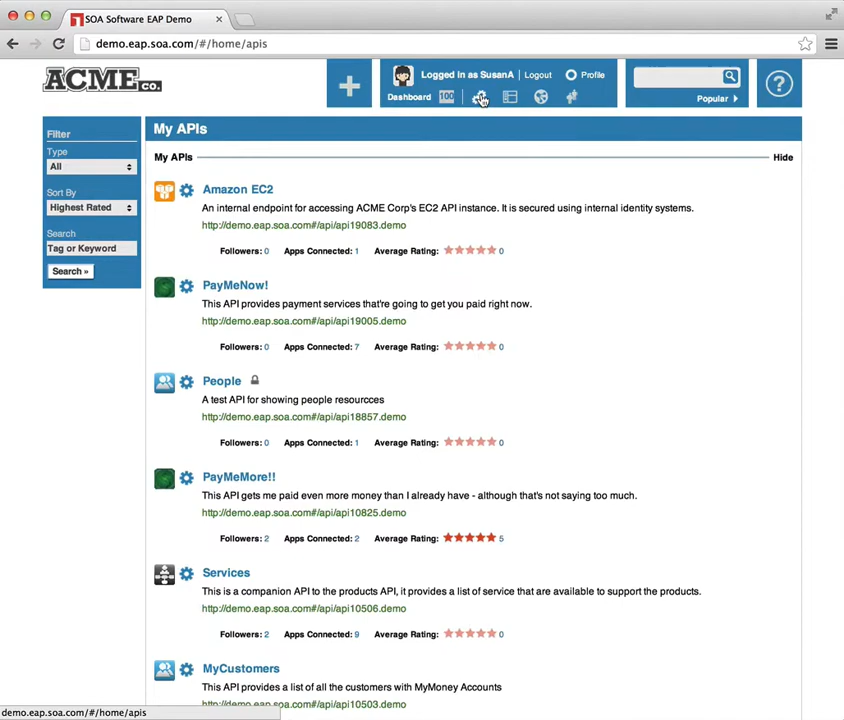 SOA Software EAP Demo
demo.eap.soa.com/#/home/apis
ACME co.
Logged in as SusanA | Logout Profile
Dashboard 100
Popular
?
Filter
Type
All
Sort By
Highest Rated
Search
Tag or Keyword
Search »
My APIs
My APIs Hide
Amazon EC2
An internal endpoint for accessing ACME Corp's EC2 API instance. It is secured using internal identity systems.
http://demo.eap.soa.com#/api/api19083.demo
Followers: 0 Apps Connected: 1 Average Rating: 0
PayMeNow!
This API provides payment services that're going to get you paid right now.
http://demo.eap.soa.com#/api/api19005.demo
Followers: 0 Apps Connected: 7 Average Rating: 0
People
A test API for showing people resourcces
http://demo.eap.soa.com#/api/api18857.demo
Followers: 0 Apps Connected: 1 Average Rating: 0
PayMeMore!!
This API gets me paid even more money than I already have - although that's not saying too much.
http://demo.eap.soa.com#/api/api10825.demo
Followers: 2 Apps Connected: 2 Average Rating: 5
Services
This is a companion API to the products API, it provides a list of service that are available to support the products.
http://demo.eap.soa.com#/api/api10506.demo
Followers: 2 Apps Connected: 9 Average Rating: 0
MyCustomers
This API provides a list of all the customers with MyMoney Accounts
http://demo.eap.soa.com#/api/api10503.demo
demo.eap.soa.com/#/home/apis